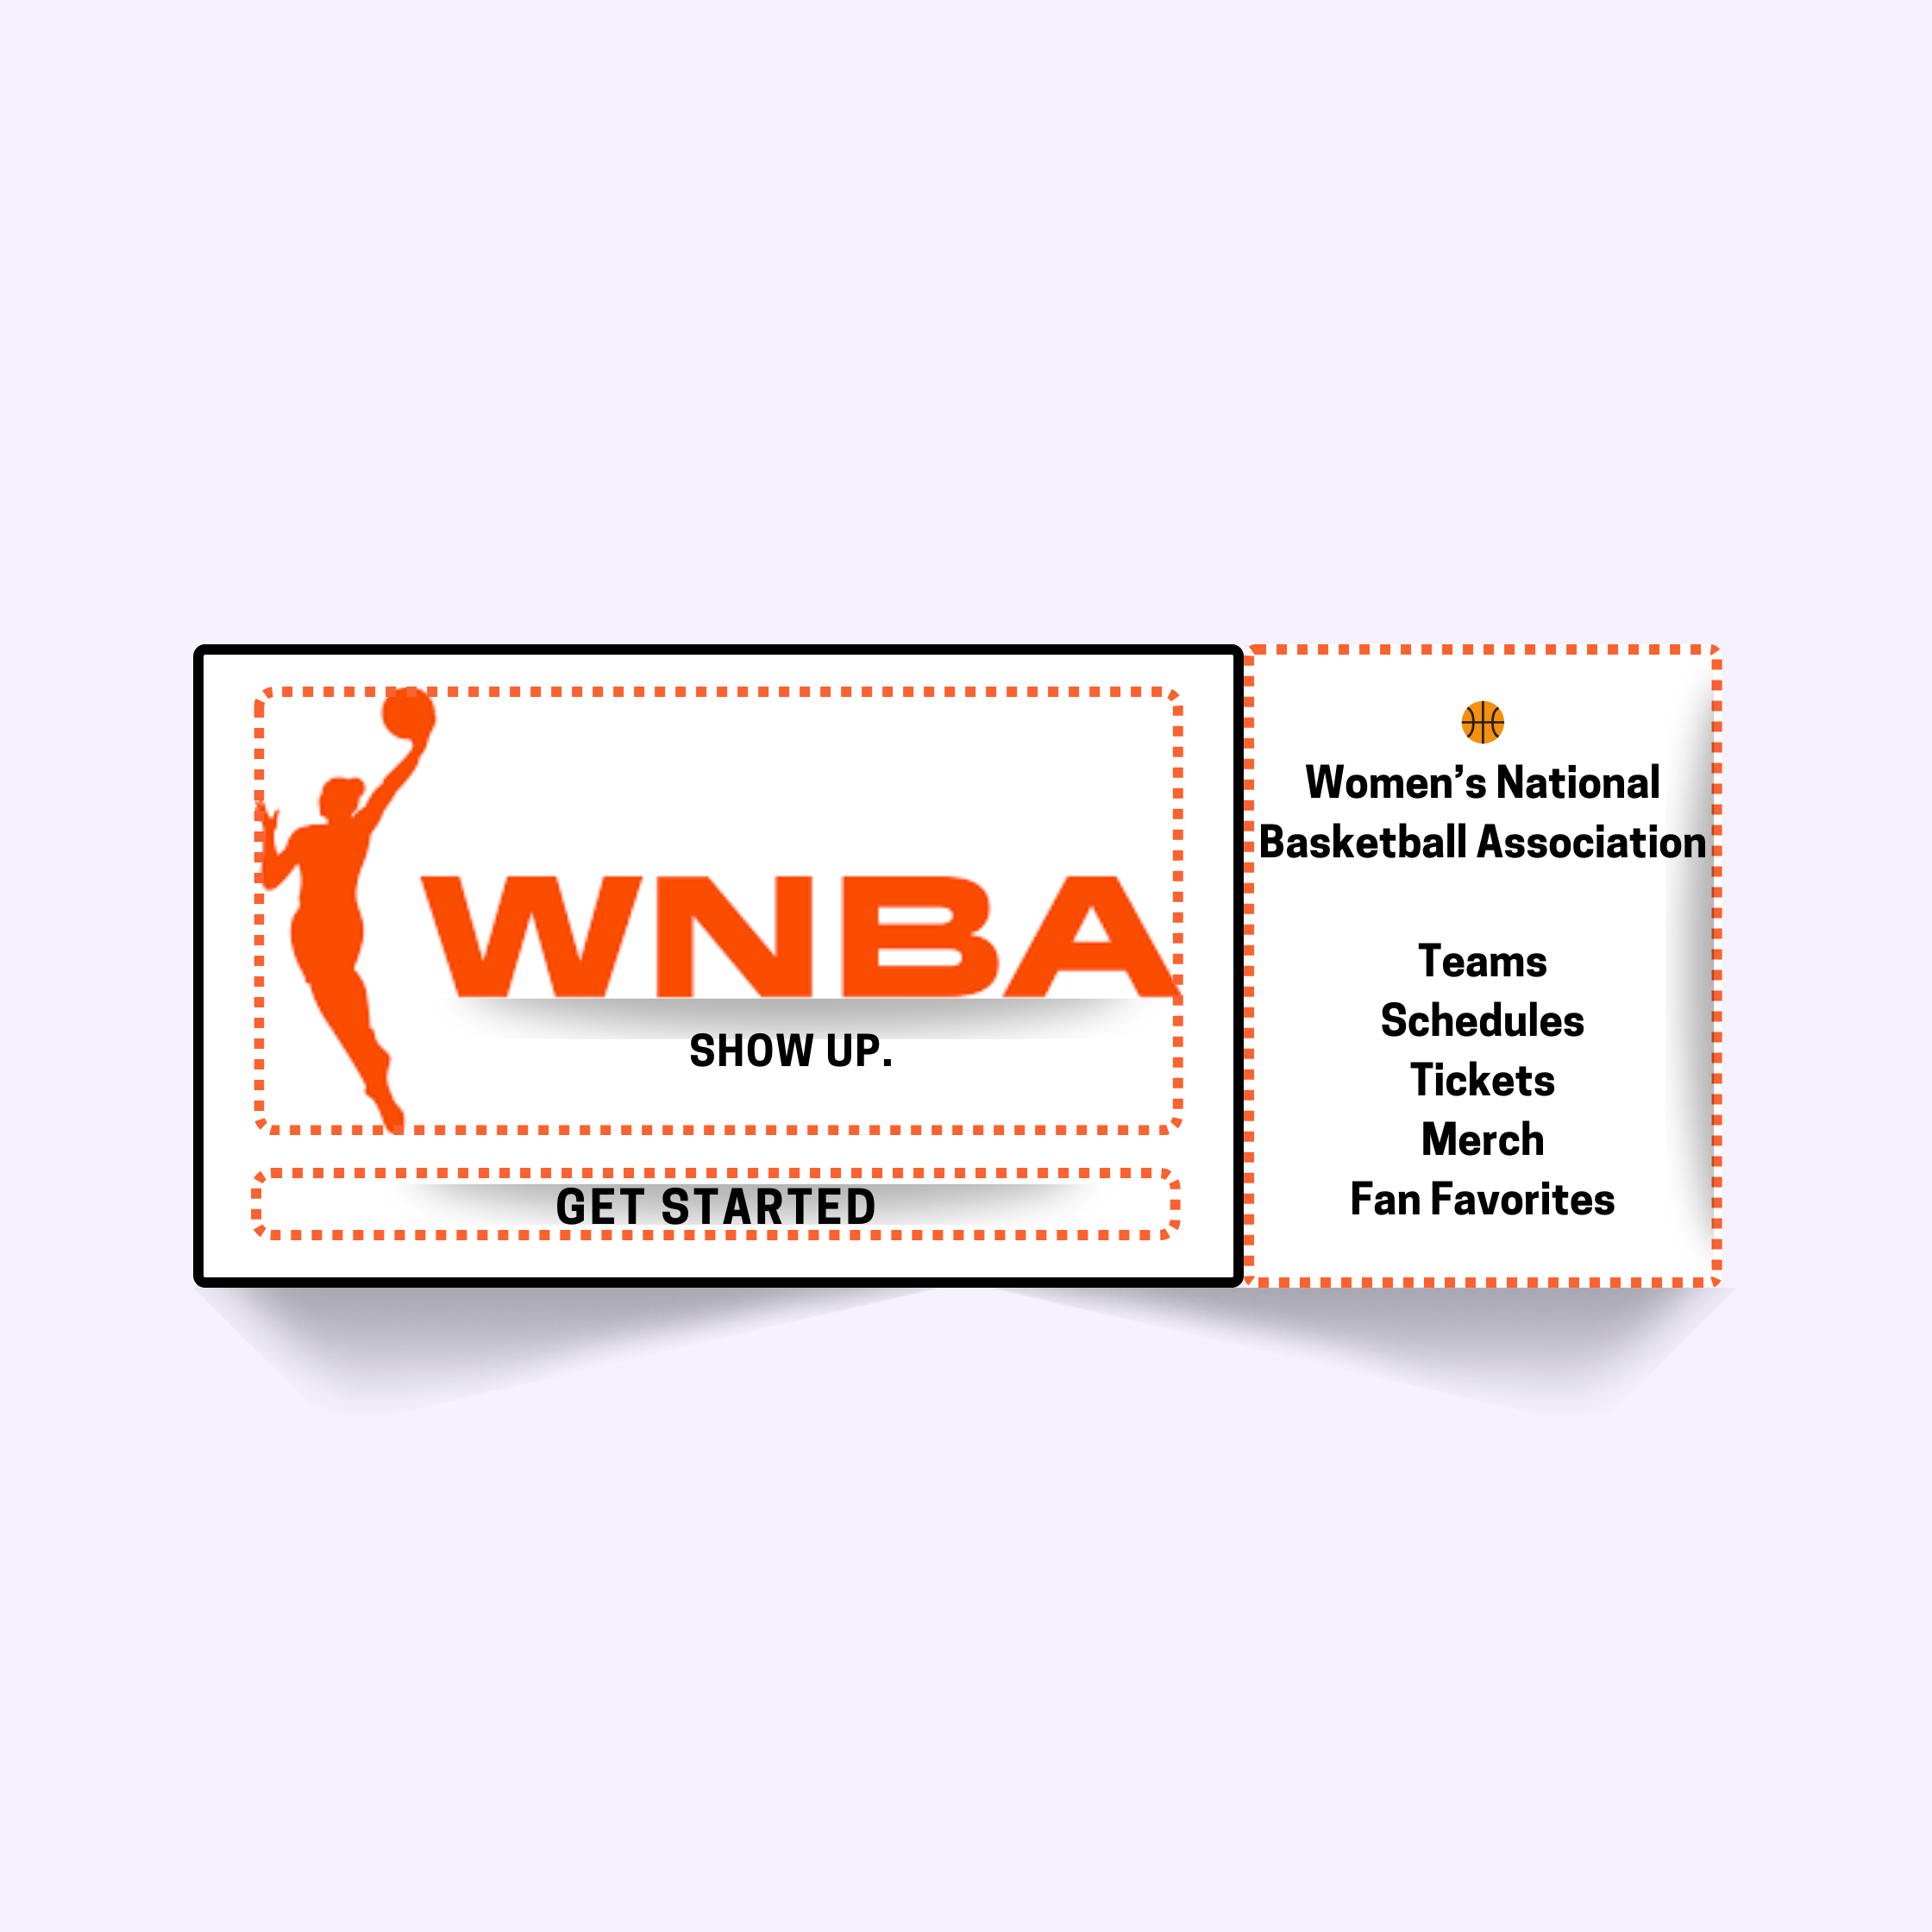 WNBA
SHOW UP.
GET STARTED
Women’s National
Basketball Association
Teams
Schedules
Tickets
Merch
Fan Favorites